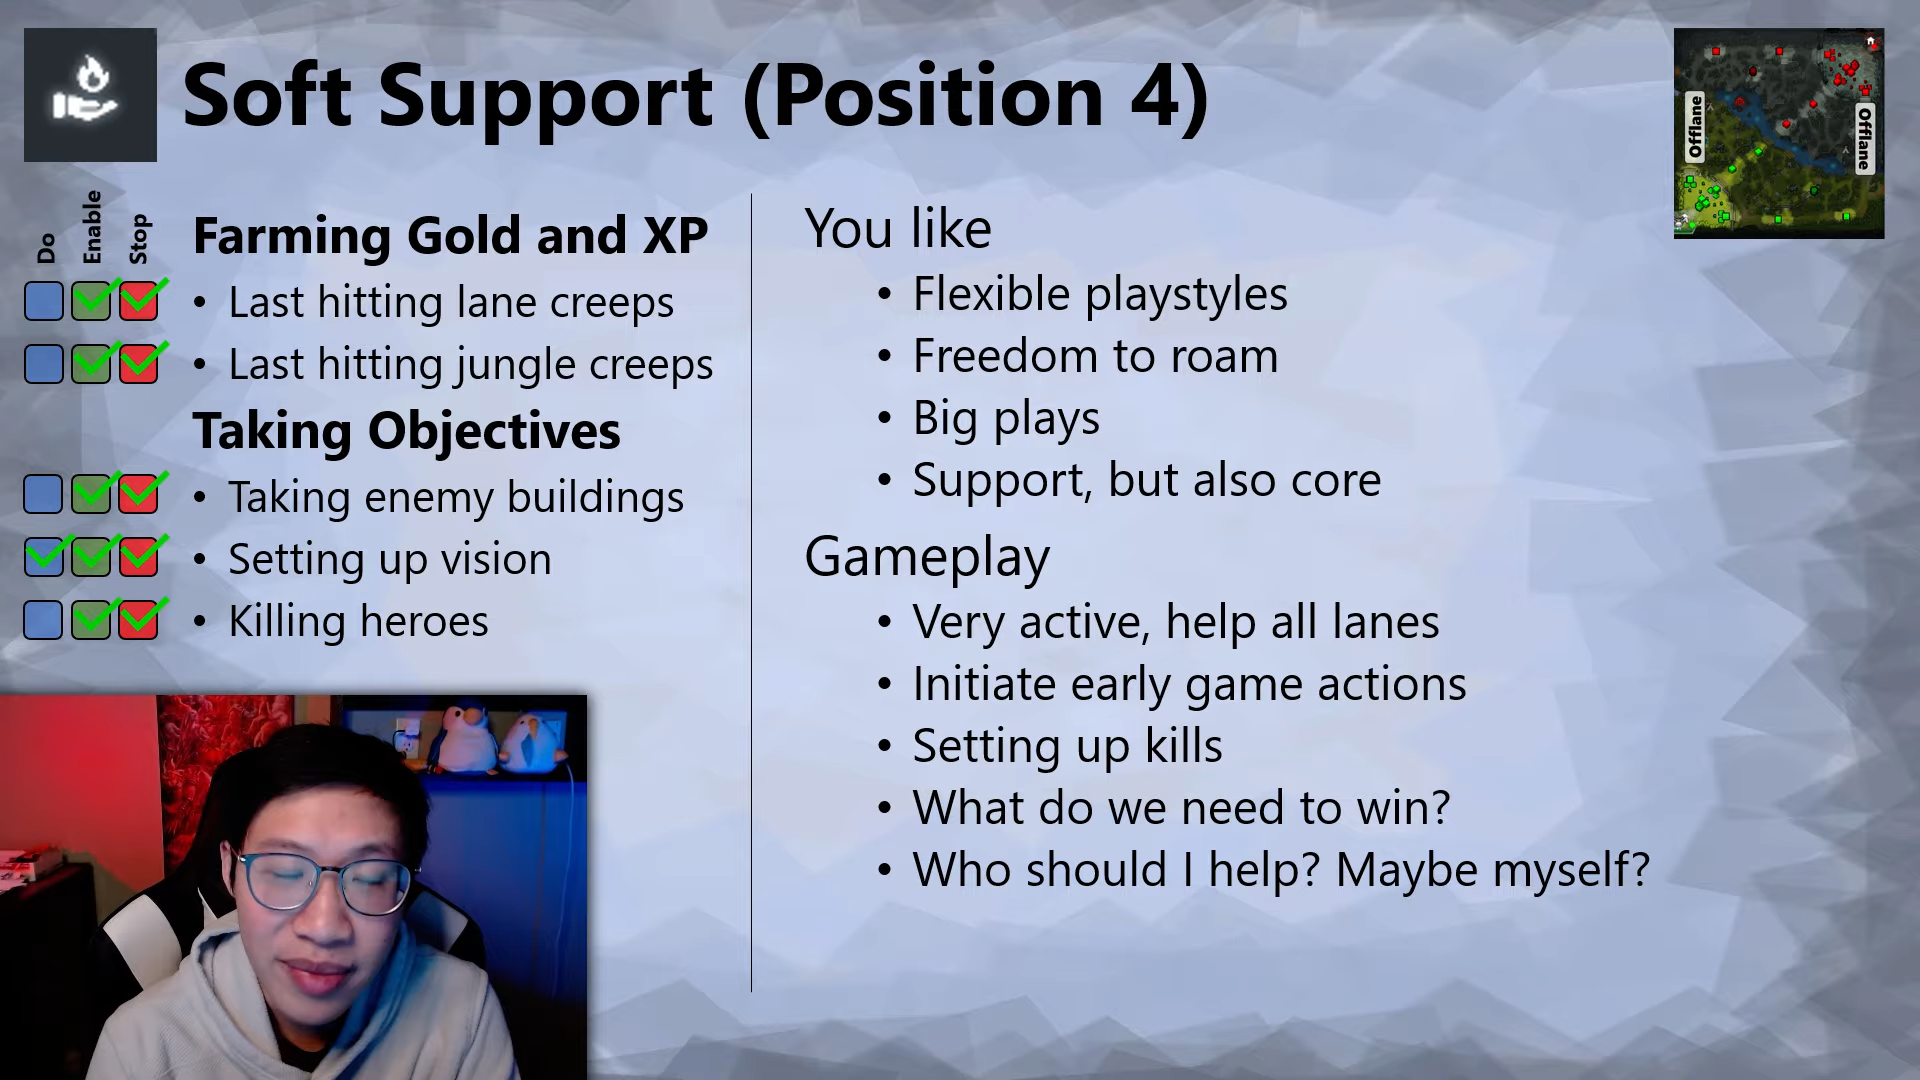 Soft Support (Position 4)
Offlane
Offlane
Do
Enable
Stop
Farming Gold and XP
• Last hitting lane creeps
• Last hitting jungle creeps
Taking Objectives
• Taking enemy buildings
• Setting up vision
• Killing heroes
You like
• Flexible playstyles
• Freedom to roam
• Big plays
• Support, but also core
Gameplay
• Very active, help all lanes
• Initiate early game actions
• Setting up kills
• What do we need to win?
• Who should I help? Maybe myself?